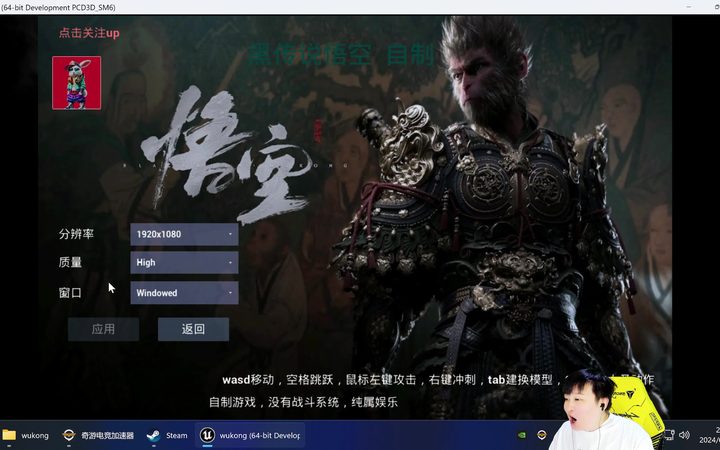 (64-bit Development PCD3D_SM6)
点击关注up
黑传说悟空 自制
悟空
分辨率
1920x1080
质量
High
窗口
Windowed
应用
返回
wasd移动，空格跳跃，鼠标左键攻击，右键冲刺，tab建换模型，
自制游戏，没有战斗系统，纯属娱乐
wukong
奇游电竞加速器
Steam
wukong (64-bit Develop